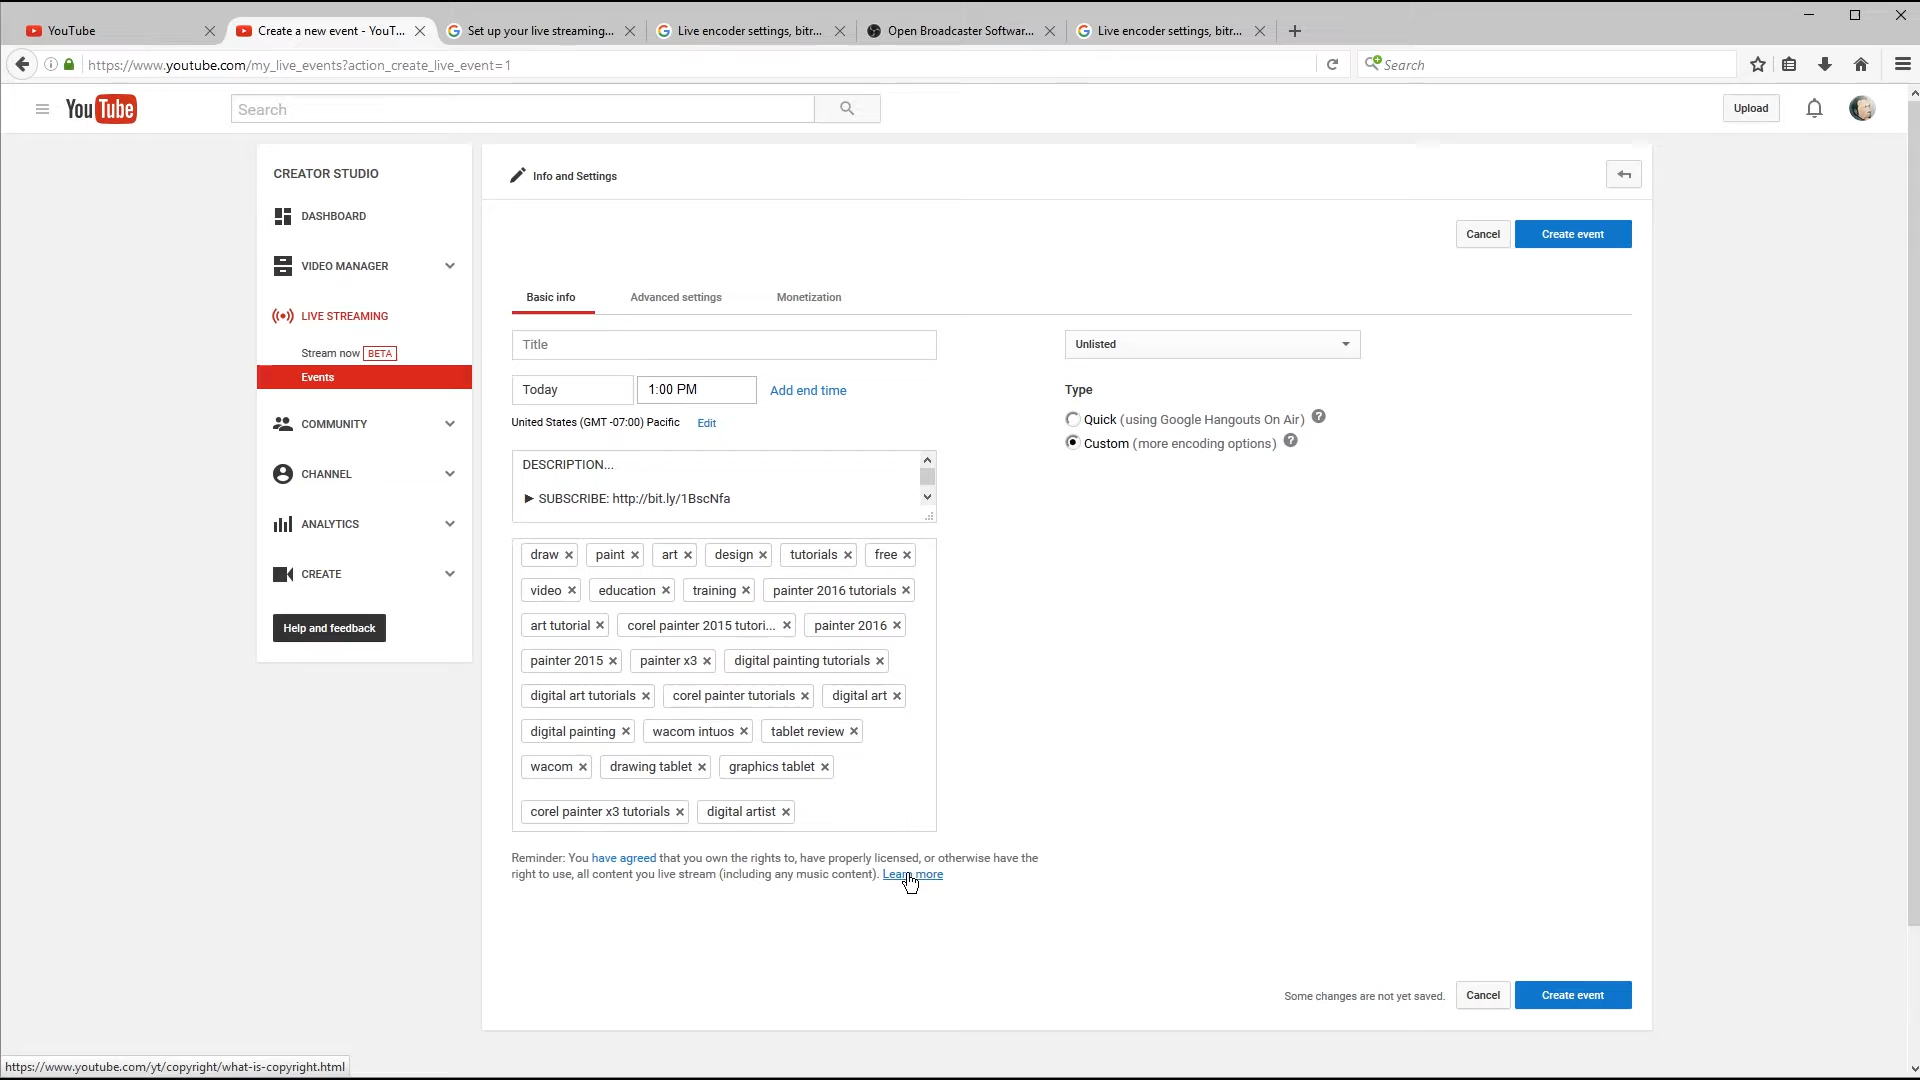 YouTube
Create a new event - YouT...
Set up your live streaming...
Live encoder settings, bitr...
Open Broadcaster Softwar...
Live encoder settings, bitr...
https://www.youtube.com/my_live_events?action_create_live_event=1
Search
YouTube
Search
Upload
CREATOR STUDIO
DASHBOARD
VIDEO MANAGER
LIVE STREAMING
Stream now BETA
Events
COMMUNITY
CHANNEL
ANALYTICS
CREATE
Help and feedback
Info and Settings
Cancel Create event
Basic info Advanced settings Monetization
Title
Today 1:00 PM Add end time
United States (GMT -07:00) Pacific Edit
DESCRIPTION...
► SUBSCRIBE: http://bit.ly/1BscNfa
draw paint art design tutorials free
video education training painter 2016 tutorials
art tutorial corel painter 2015 tutori... painter 2016
painter 2015 painter x3 digital painting tutorials
digital art tutorials corel painter tutorials digital art
digital painting wacom intuos tablet review
wacom drawing tablet graphics tablet
corel painter x3 tutorials digital artist
Unlisted
Type
Quick (using Google Hangouts On Air) ?
Custom (more encoding options) ?
Reminder: You have agreed that you own the rights to, have properly licensed, or otherwise have the
right to use, all content you live stream (including any music content). Learn more
Some changes are not yet saved. Cancel Create event
https://www.youtube.com/yt/copyright/what-is-copyright.html